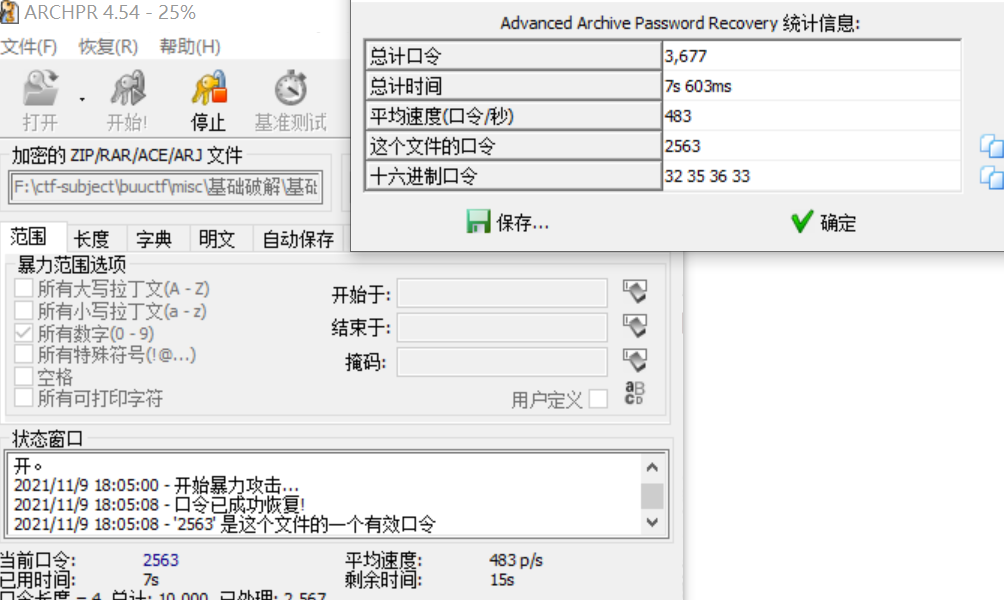 ARCHPR 4.54 - 25%
文件(F) 恢复(R) 帮助(H)
打开 开始! 停止 基准测试
加密的 ZIP/RAR/ACE/ARJ 文件
F:\ctf-subject\buuctf\misc\基础破解\基础
范围 长度 字典 明文 自动保存
暴力范围选项
所有大写拉丁文(A - Z)
所有小写拉丁文(a - z)
所有数字(0 - 9)
所有特殊符号(!@...)
空格
所有可打印字符
开始于:
结束于:
掩码:
用户定义
状态窗口
开。
2021/11/9 18:05:00 - 开始暴力攻击...
2021/11/9 18:05:08 - 口令已成功恢复!
2021/11/9 18:05:08 - '2563' 是这个文件的一个有效口令
当前口令: 2563 平均速度: 483 p/s
已用时间: 7s 剩余时间: 15s
口令长度 = 4, 总计: 10,000, 已处理: 2,567
Advanced Archive Password Recovery 统计信息:
总计口令 3,677
总计时间 7s 603ms
平均速度(口令/秒) 483
这个文件的口令 2563
十六进制口令 32 35 36 33
保存... 确定